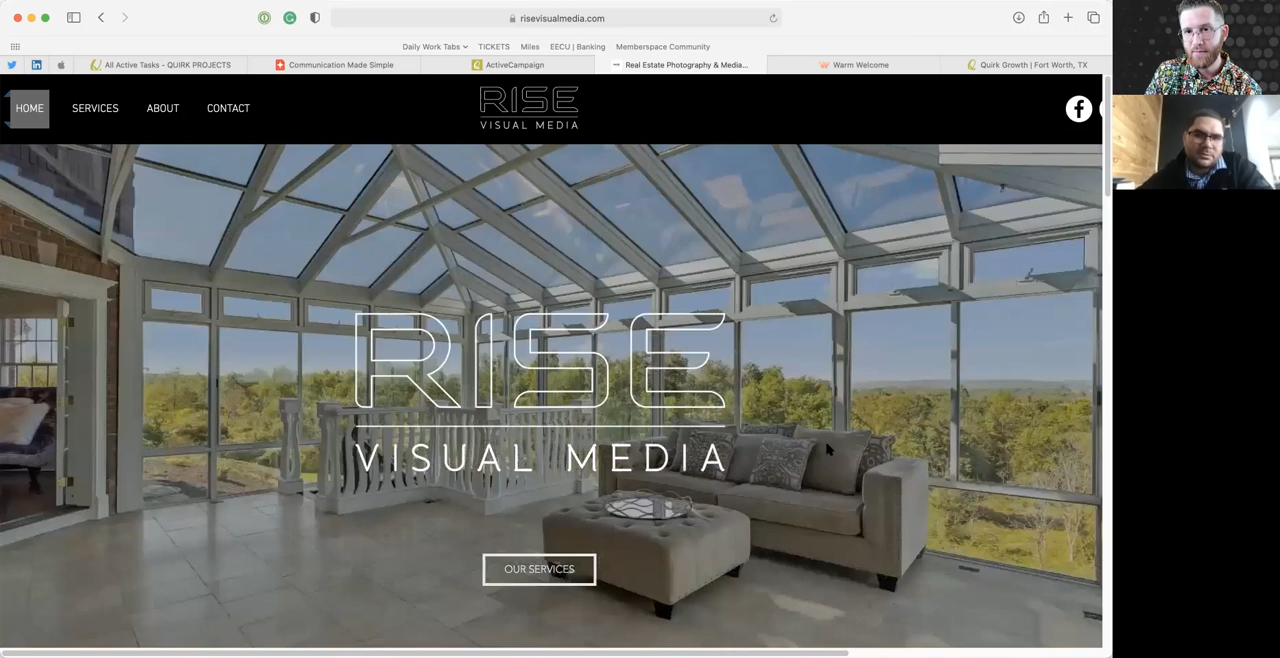 risevisualmedia.com
Daily Work Tabs TICKETS Miles EECU | Banking Memberspace Community
All Active Tasks - QUIRK PROJECTS Communication Made Simple ActiveCampaign Real Estate Photography & Media... Warm Welcome Quirk Growth | Fort Worth, TX
HOME SERVICES ABOUT CONTACT
RISE
VISUAL MEDIA
RISE
VISUAL MEDIA
OUR SERVICES